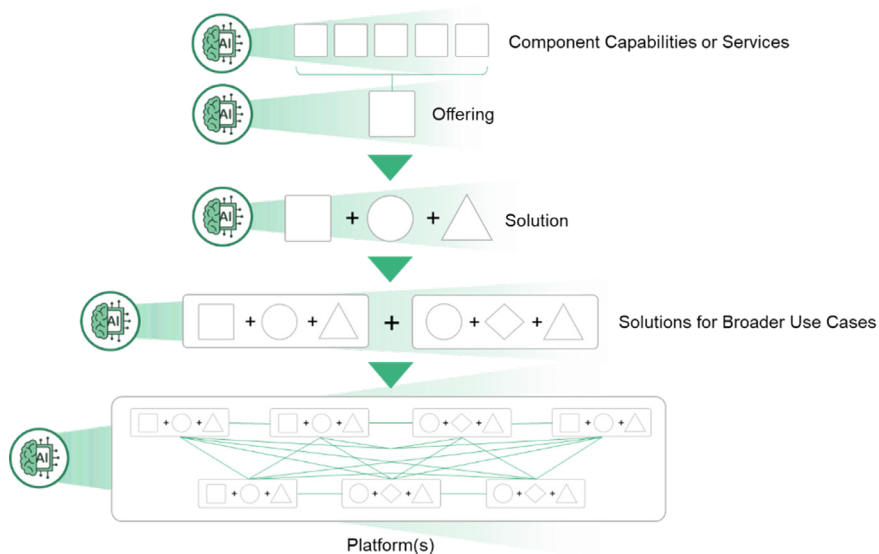 AI
Component Capabilities or Services
AI
Offering
AI
+ +
Solution
AI
+ + + + +
Solutions for Broader Use Cases
AI
+ + + + + + + +
+ + + + + +
Platform(s)